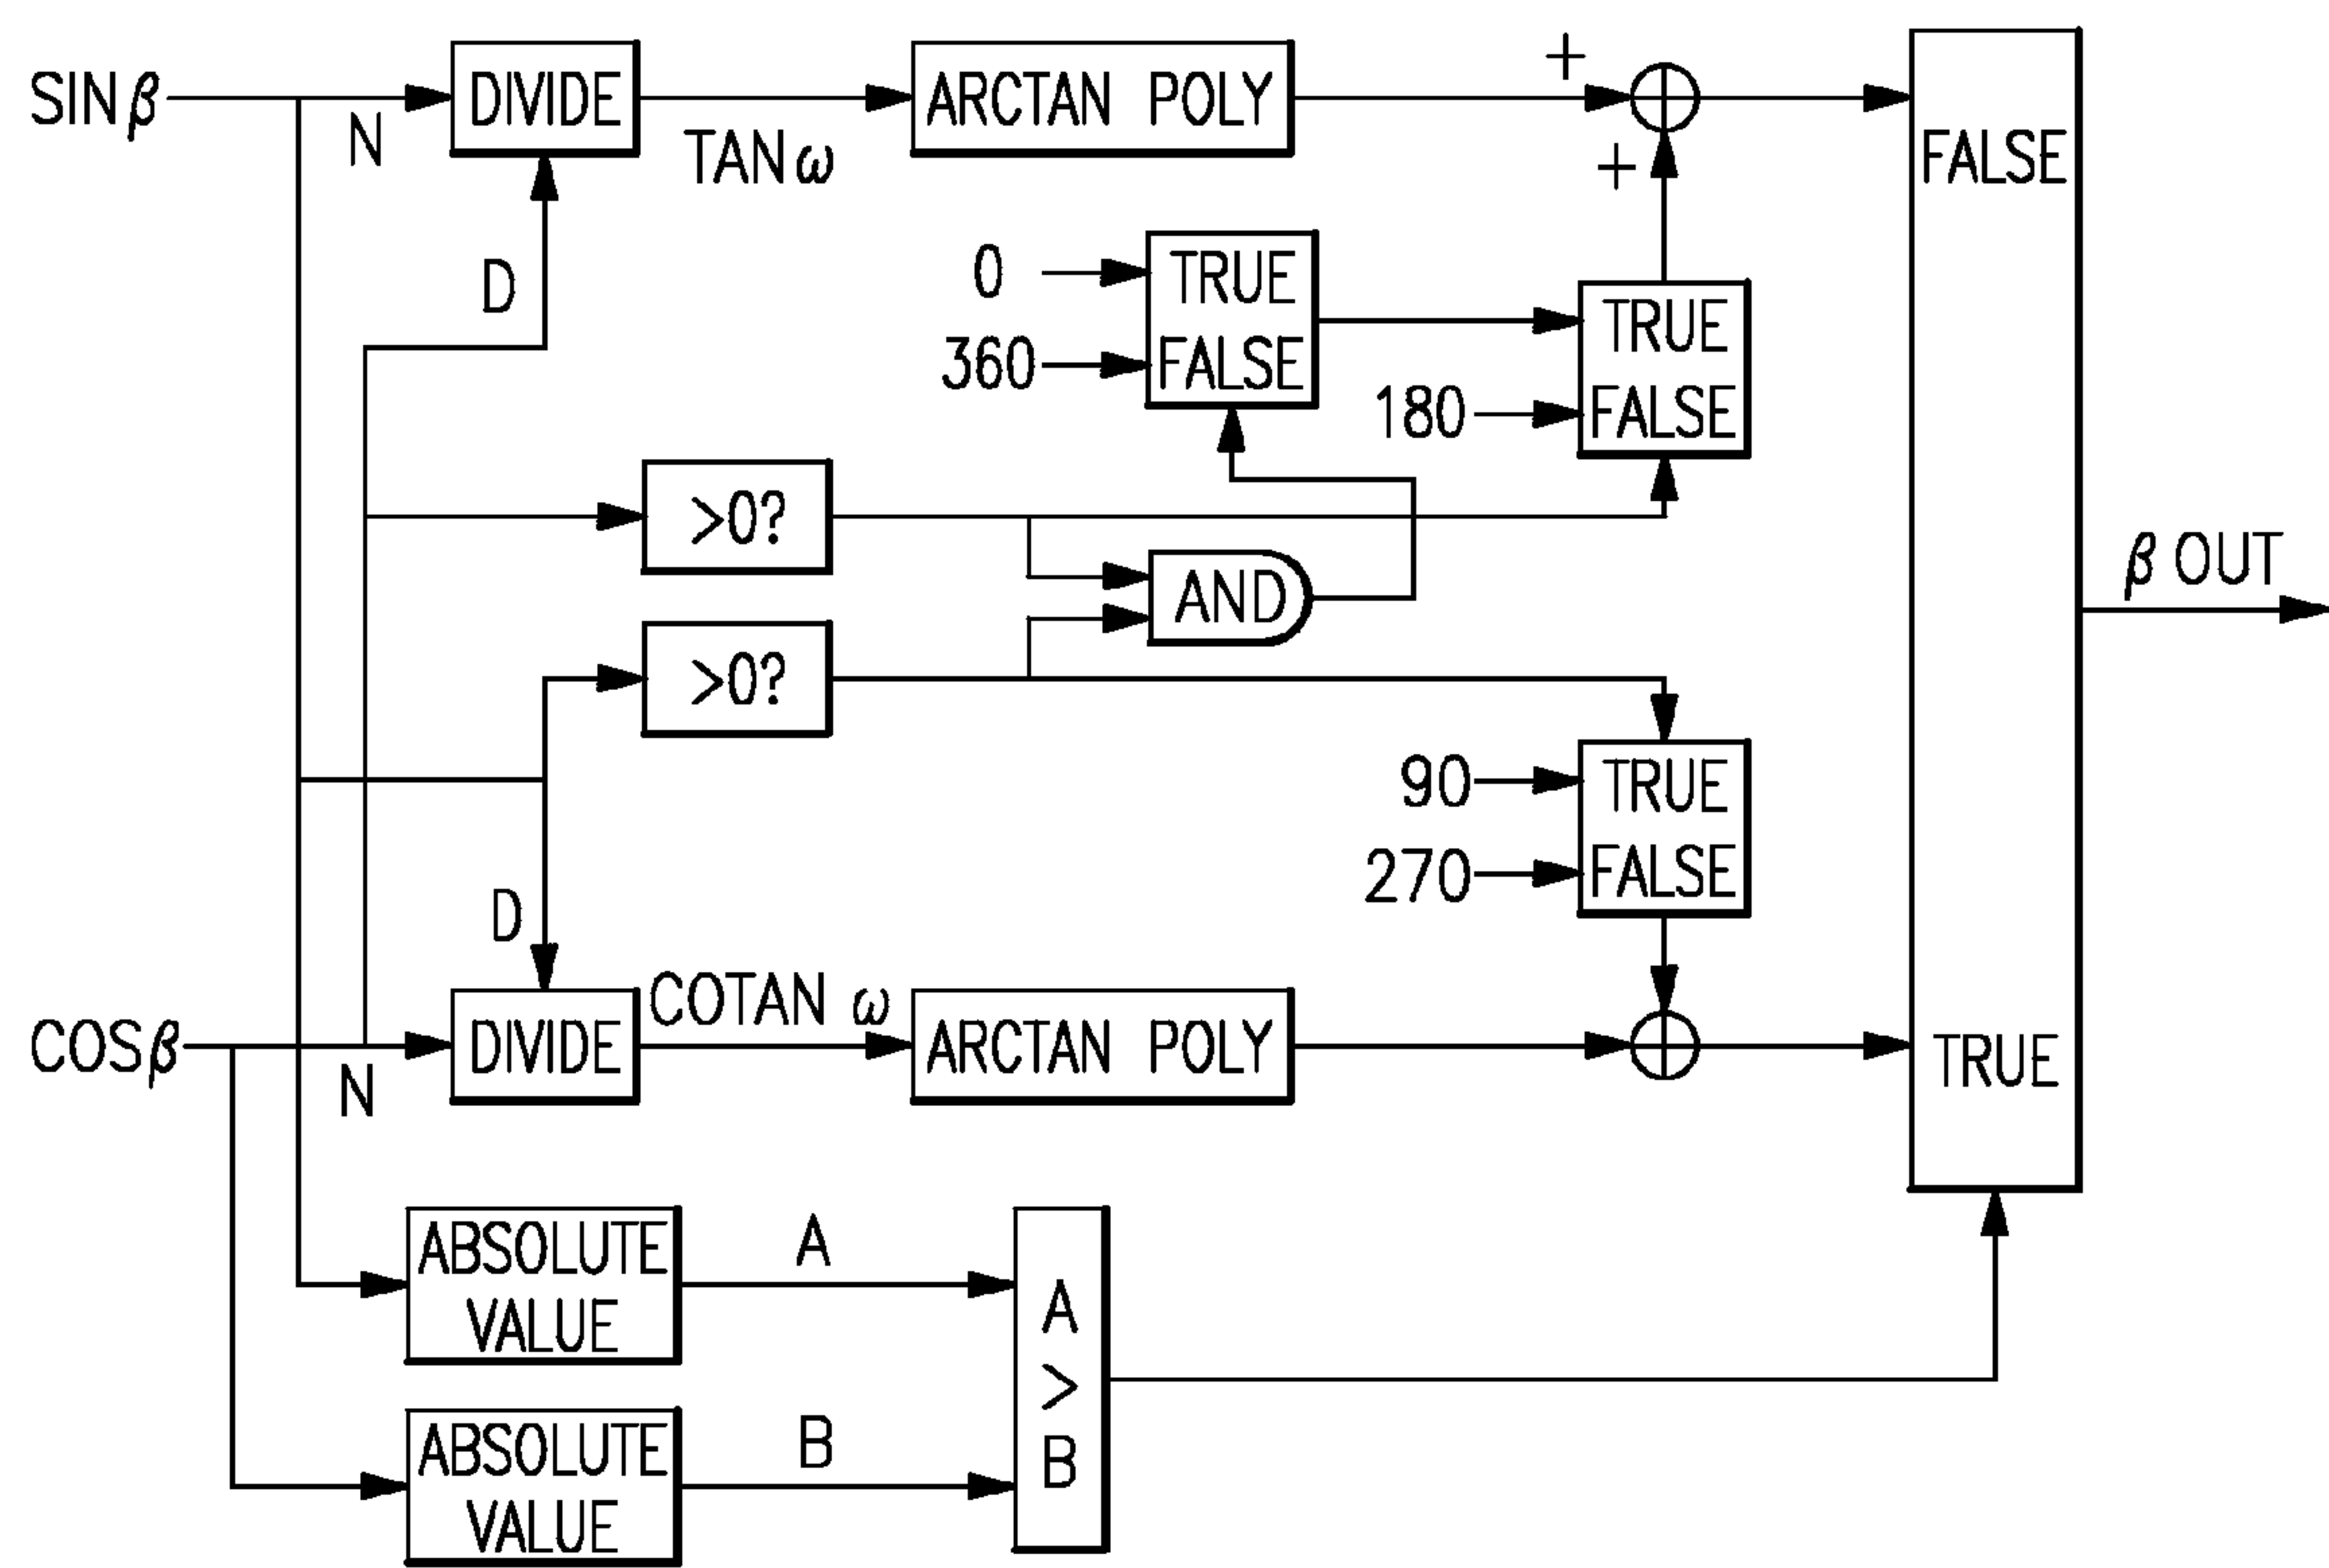 SIN β
N
DIVIDE
TAN ω
ARCTAN POLY
+
+
FALSE
D
0
360
TRUE
FALSE
180
TRUE
FALSE
>0?
AND
>0?
β OUT
90
270
TRUE
FALSE
D
COS β
N
DIVIDE
COTAN ω
ARCTAN POLY
TRUE
ABSOLUTE
VALUE
A
ABSOLUTE
VALUE
B
A
>
B